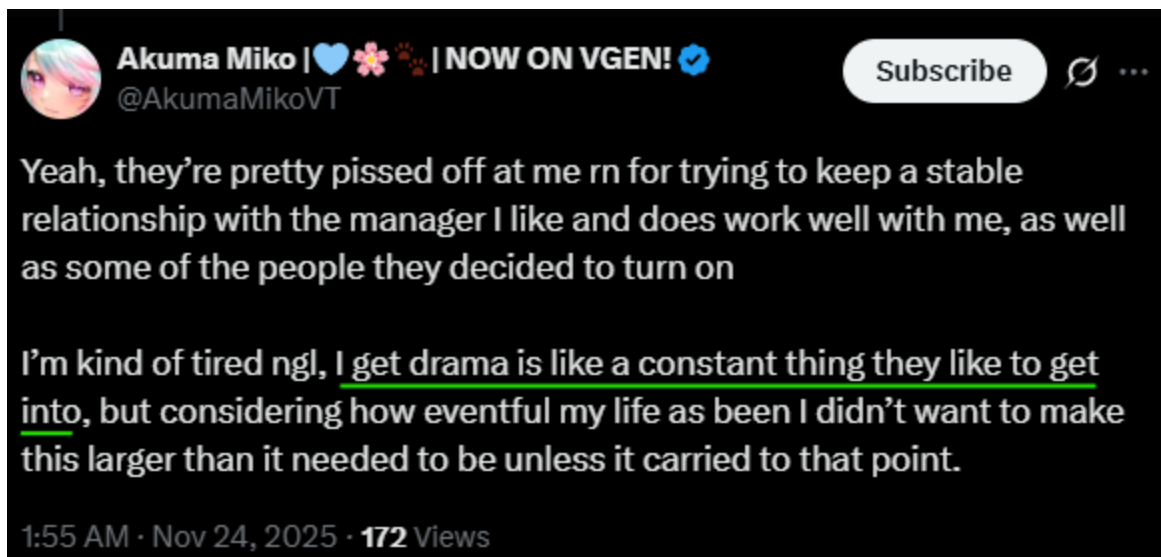 Akuma Miko |🩵🌸🐾| NOW ON VGEN!
Subscribe
@AkumaMikoVT
Yeah, they’re pretty pissed off at me rn for trying to keep a stable
relationship with the manager I like and does work well with me, as well
as some of the people they decided to turn on
I’m kind of tired ngl, I get drama is like a constant thing they like to get
into, but considering how eventful my life as been I didn’t want to make
this larger than it needed to be unless it carried to that point.
1:55 AM · Nov 24, 2025 · 172 Views